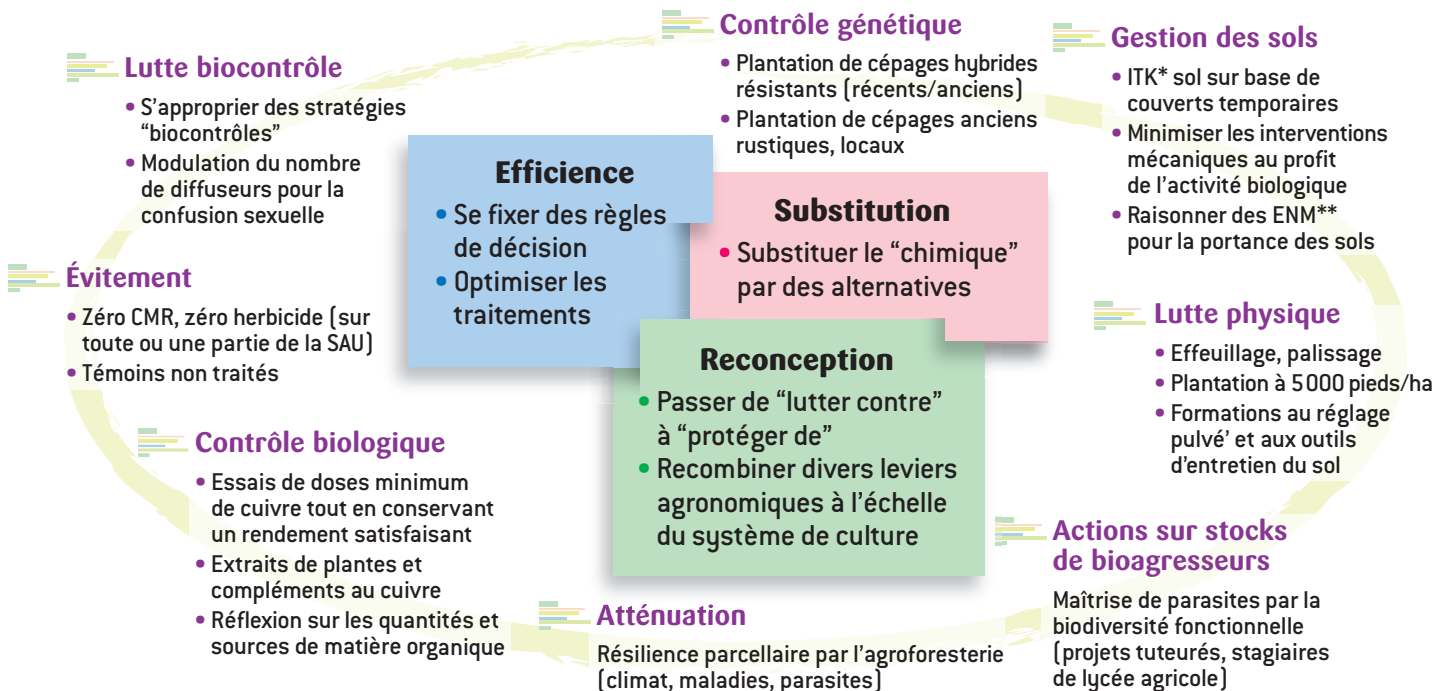 Contrôle génétique
• Plantation de cépages hybrides
résistants (récents/anciens)
• Plantation de cépages anciens
rustiques, locaux
Gestion des sols
• ITK* sol sur base de
couverts temporaires
• Minimiser les interventions
mécaniques au profit
de l’activité biologique
• Raisonner des ENM**
pour la portance des sols
Lutte biocontrôle
• S’approprier des stratégies
“biocontrôles”
• Modulation du nombre
de diffuseurs pour la
confusion sexuelle
Efficience
• Se fixer des règles
de décision
• Optimiser les
traitements
Substitution
• Substituer le “chimique”
par des alternatives
Reconception
• Passer de “lutter contre”
à “protéger de”
• Recombiner divers leviers
agronomiques à l’échelle
du système de culture
Évitement
• Zéro CMR, zéro herbicide (sur
toute ou une partie de la SAU)
• Témoins non traités
Lutte physique
• Effeuillage, palissage
• Plantation à 5000 pieds/ha
• Formations au réglage
pulvé’ et aux outils
d’entretien du sol
Contrôle biologique
• Essais de doses minimum
de cuivre tout en conservant
un rendement satisfaisant
• Extraits de plantes et
compléments au cuivre
• Réflexion sur les quantités et
sources de matière organique
Atténuation
Résilience parcellaire par l’agroforesterie
(climat, maladies, parasites)
Actions sur stocks
de bioagresseurs
Maîtrise de parasites par la
biodiversité fonctionnelle
(projets tuteurés, stagiaires
de lycée agricole)